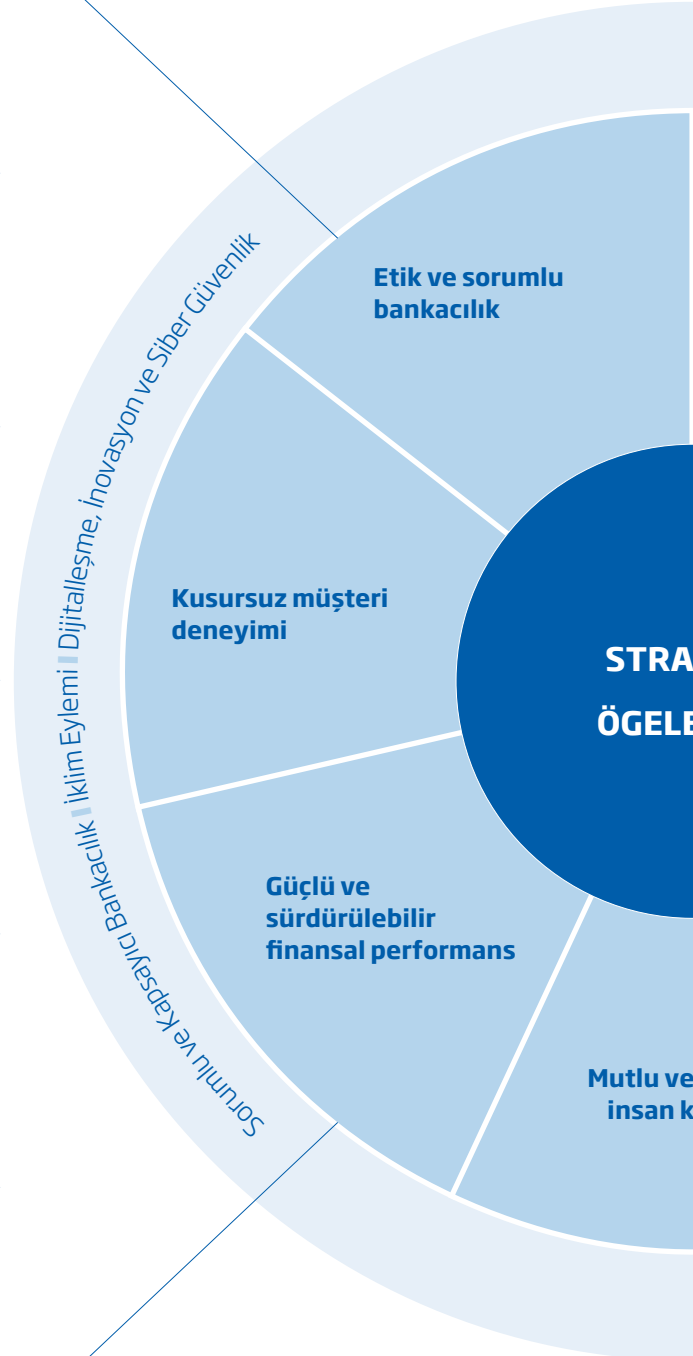 Etik ve sorumlu
bankacılık
Sorumlu ve Kapsayıcı Bankacılık | İklim Eylemi | Dijitalleşme, İnovasyon ve Siber Güvenlik
Kusursuz müşteri
deneyimi
STRA
ÖGELE
Güçlü ve
sürdürülebilir
finansal performans
Mutlu ve
insan k